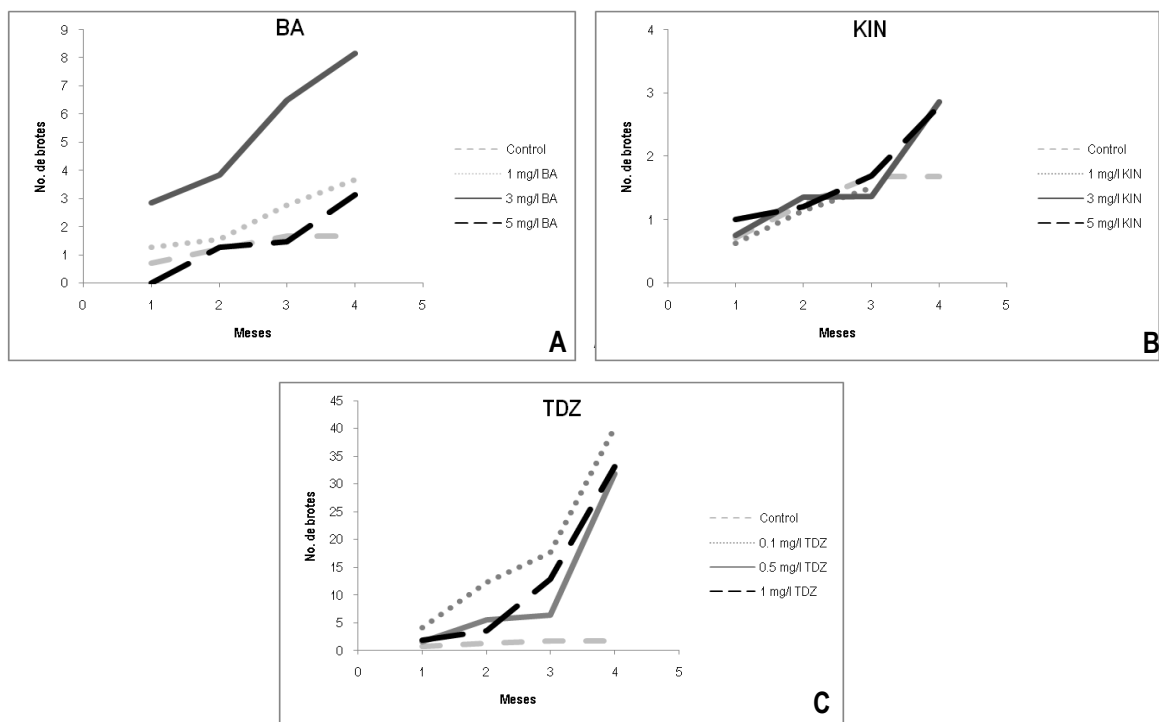 BA
9
8
7
6
5
4
3
2
1
0
No. de brotes
0 1 2 3 4 5
Meses
Control
1 mg/l BA
3 mg/l BA
5 mg/l BA
A
KIN
4
3
2
1
0
No. de brotes
0 1 2 3 4 5
Meses
Control
1 mg/l KIN
3 mg/l KIN
5 mg/l KIN
B
TDZ
45
40
35
30
25
20
15
10
5
0
No. de brotes
0 1 2 3 4 5
Meses
Control
0.1 mg/l TDZ
0.5 mg/l TDZ
1 mg/l TDZ
C